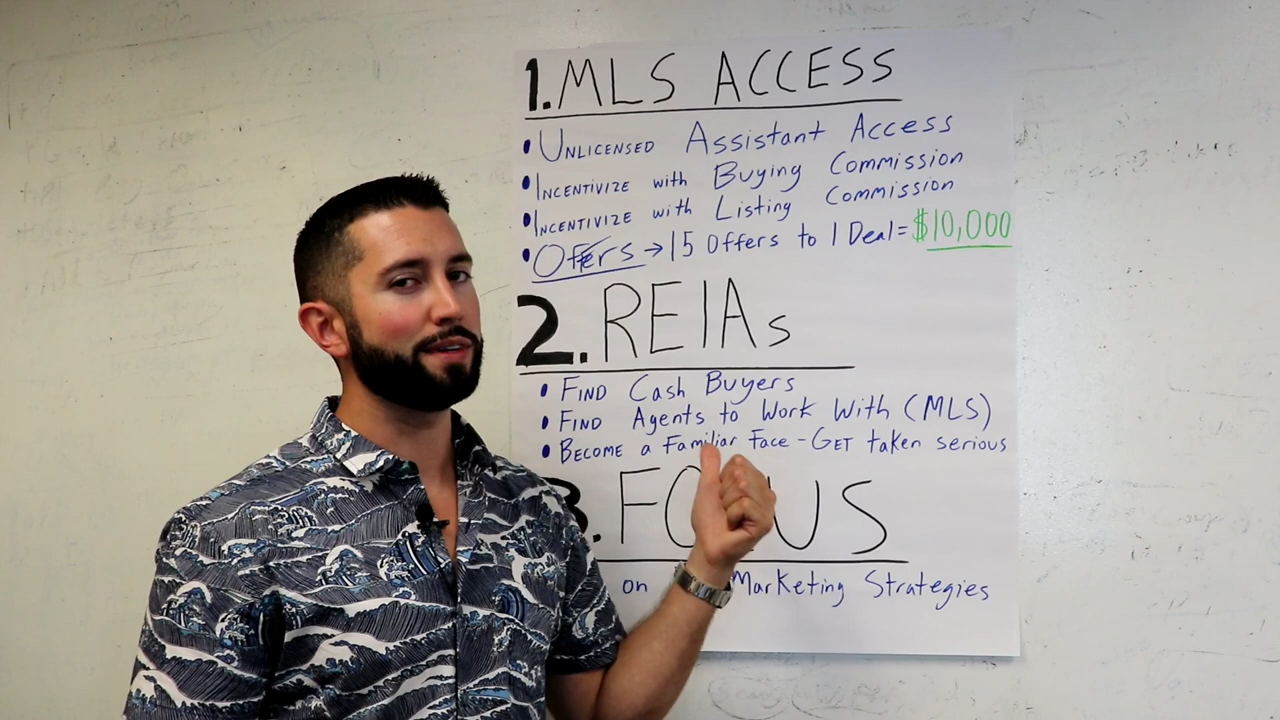 1. MLS ACCESS
• UNLICENSED Assistant Access
• INCENTIVIZE with Buying Commission
• INCENTIVIZE with Listing Commission
• Offers → 15 Offers to 1 Deal = $10,000
2. REIAs
• FIND Cash Buyers
• FIND Agents to Work With (MLS)
• BECOME a Familiar Face - GET taken serious
3. FOCUS
on Marketing Strategies